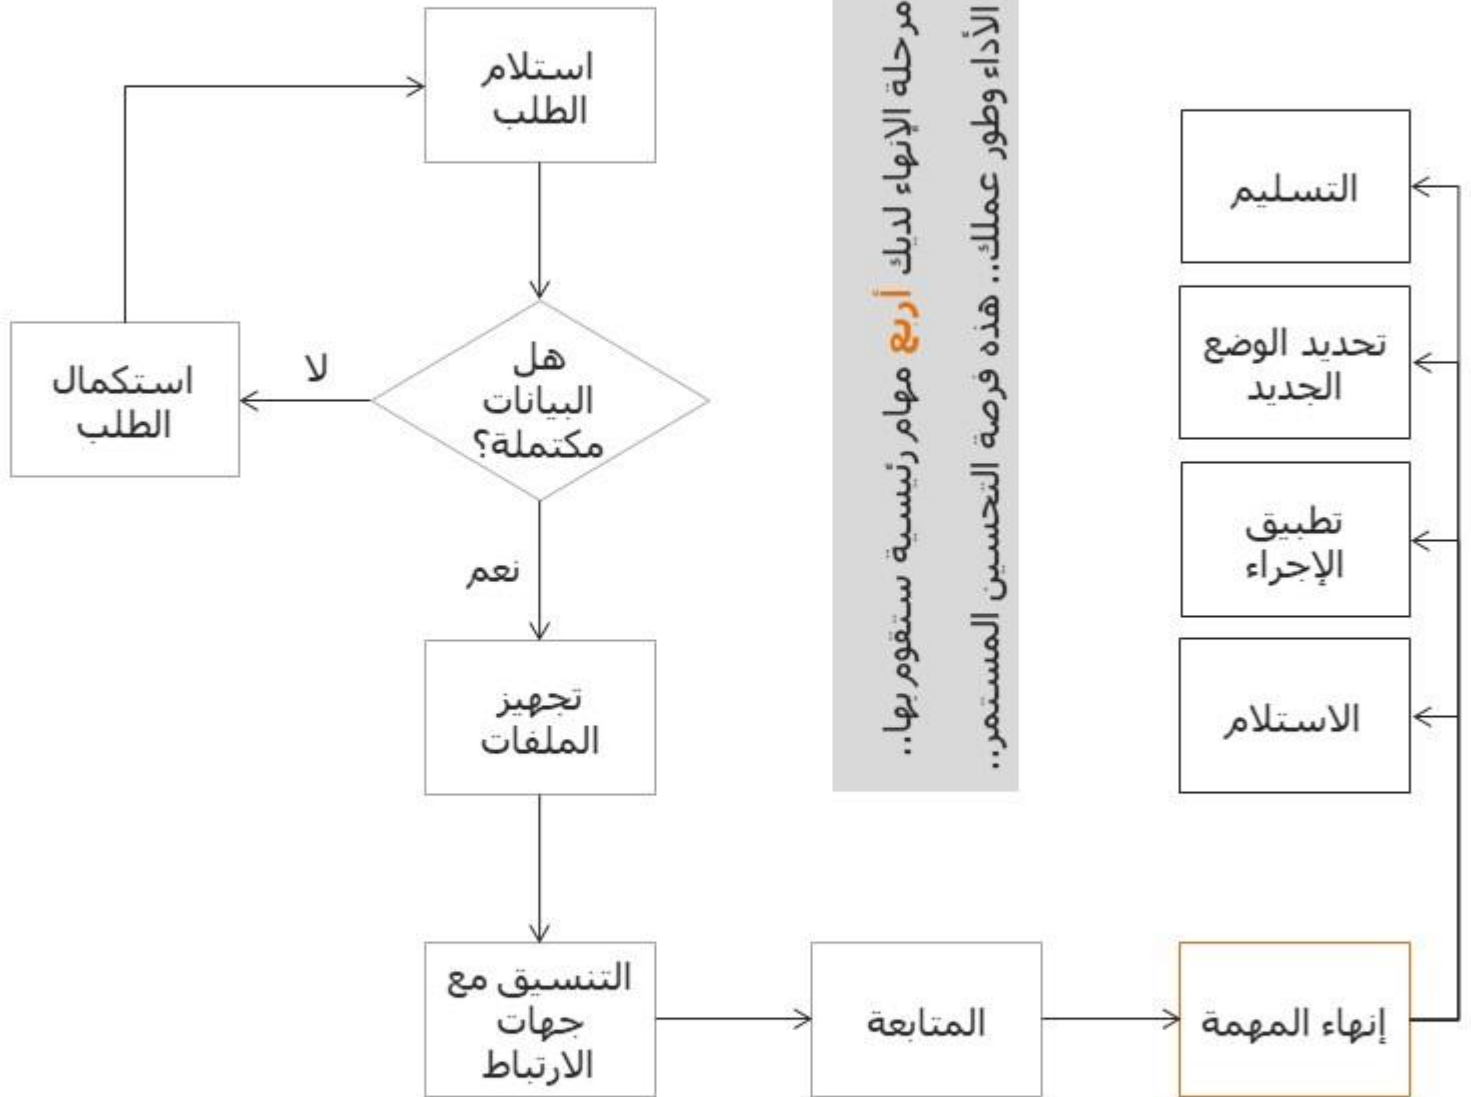 استلام
الطلب
هل
البيانات
مكتملة؟
لا
استكمال
الطلب
نعم
تجهيز
الملفات
التنسيق مع
جهات
الارتباط
المتابعة
إنهاء المهمة
مرحلة الإنهاء لديك أربع مهام رئيسية ستقوم بها..
الأداء وطور عملك.. هذه فرصة التحسين المستمر..
التسليم
تحديد الوضع
الجديد
تطبيق
الإجراء
الاستلام